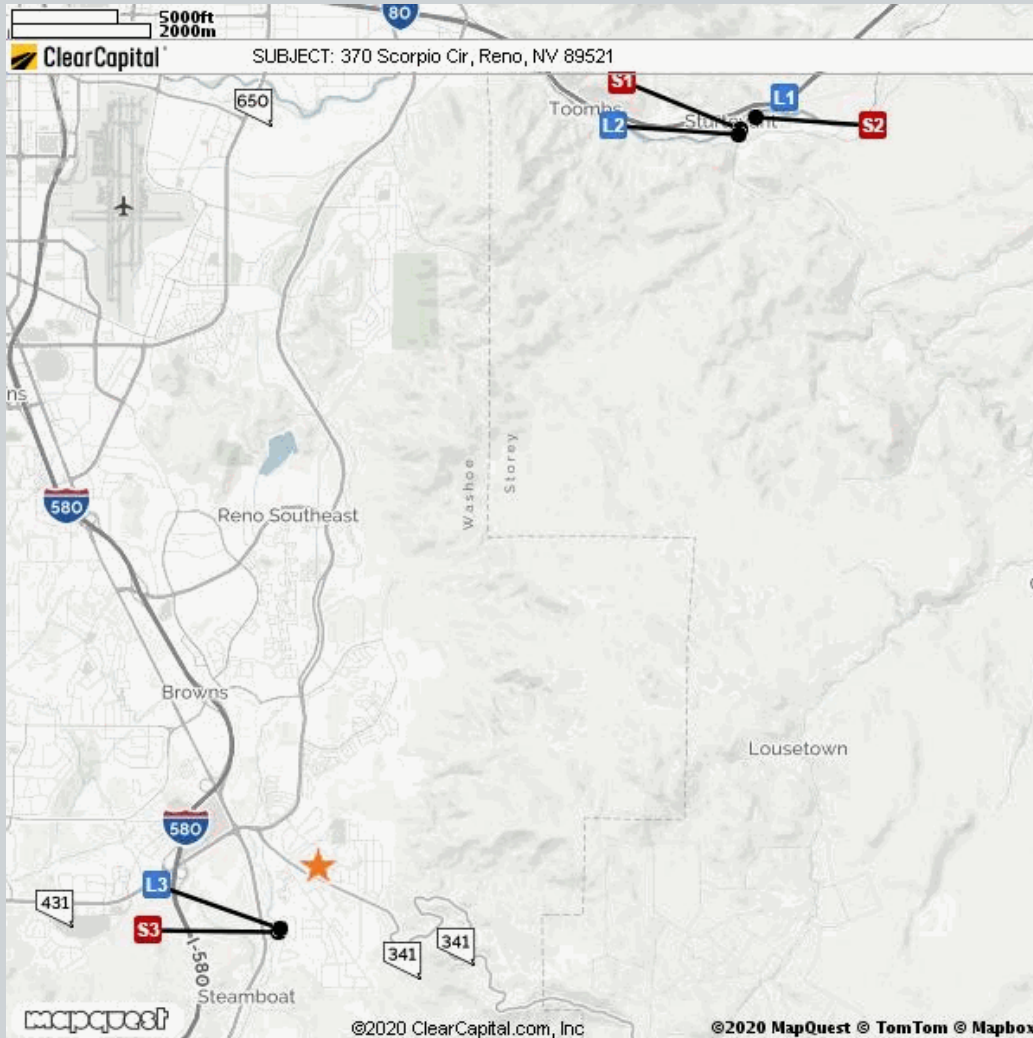 5000ft
2000m
80
ClearCapital
SUBJECT: 370 Scorpio Cir, Reno, NV 89521
650
S1
L1
Toombs
L2
S2
ns
Washoe
Storey
580
Reno Southeast
Browns
Lousetown
580
L3
431
S3
341
341
I-580
Steamboat
mapquest
©2020 ClearCapital.com, Inc
©2020 MapQuest © TomTom © Mapbox